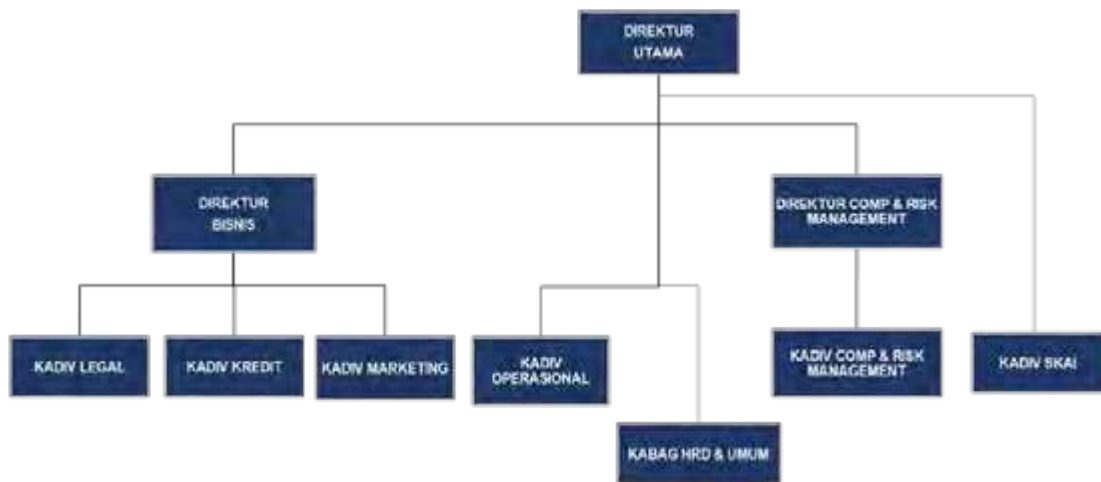 DIREKTUR
UTAMA
DIREKTUR
BISNIS
DIREKTUR COMP & RISK
MANAGEMENT
KADIV LEGAL
KADIV KREDIT
KADIV MARKETING
KADIV
OPERASIONAL
KADIV COMP & RISK
MANAGEMENT
KADIV SKAI
KABAG HRD & UMUM